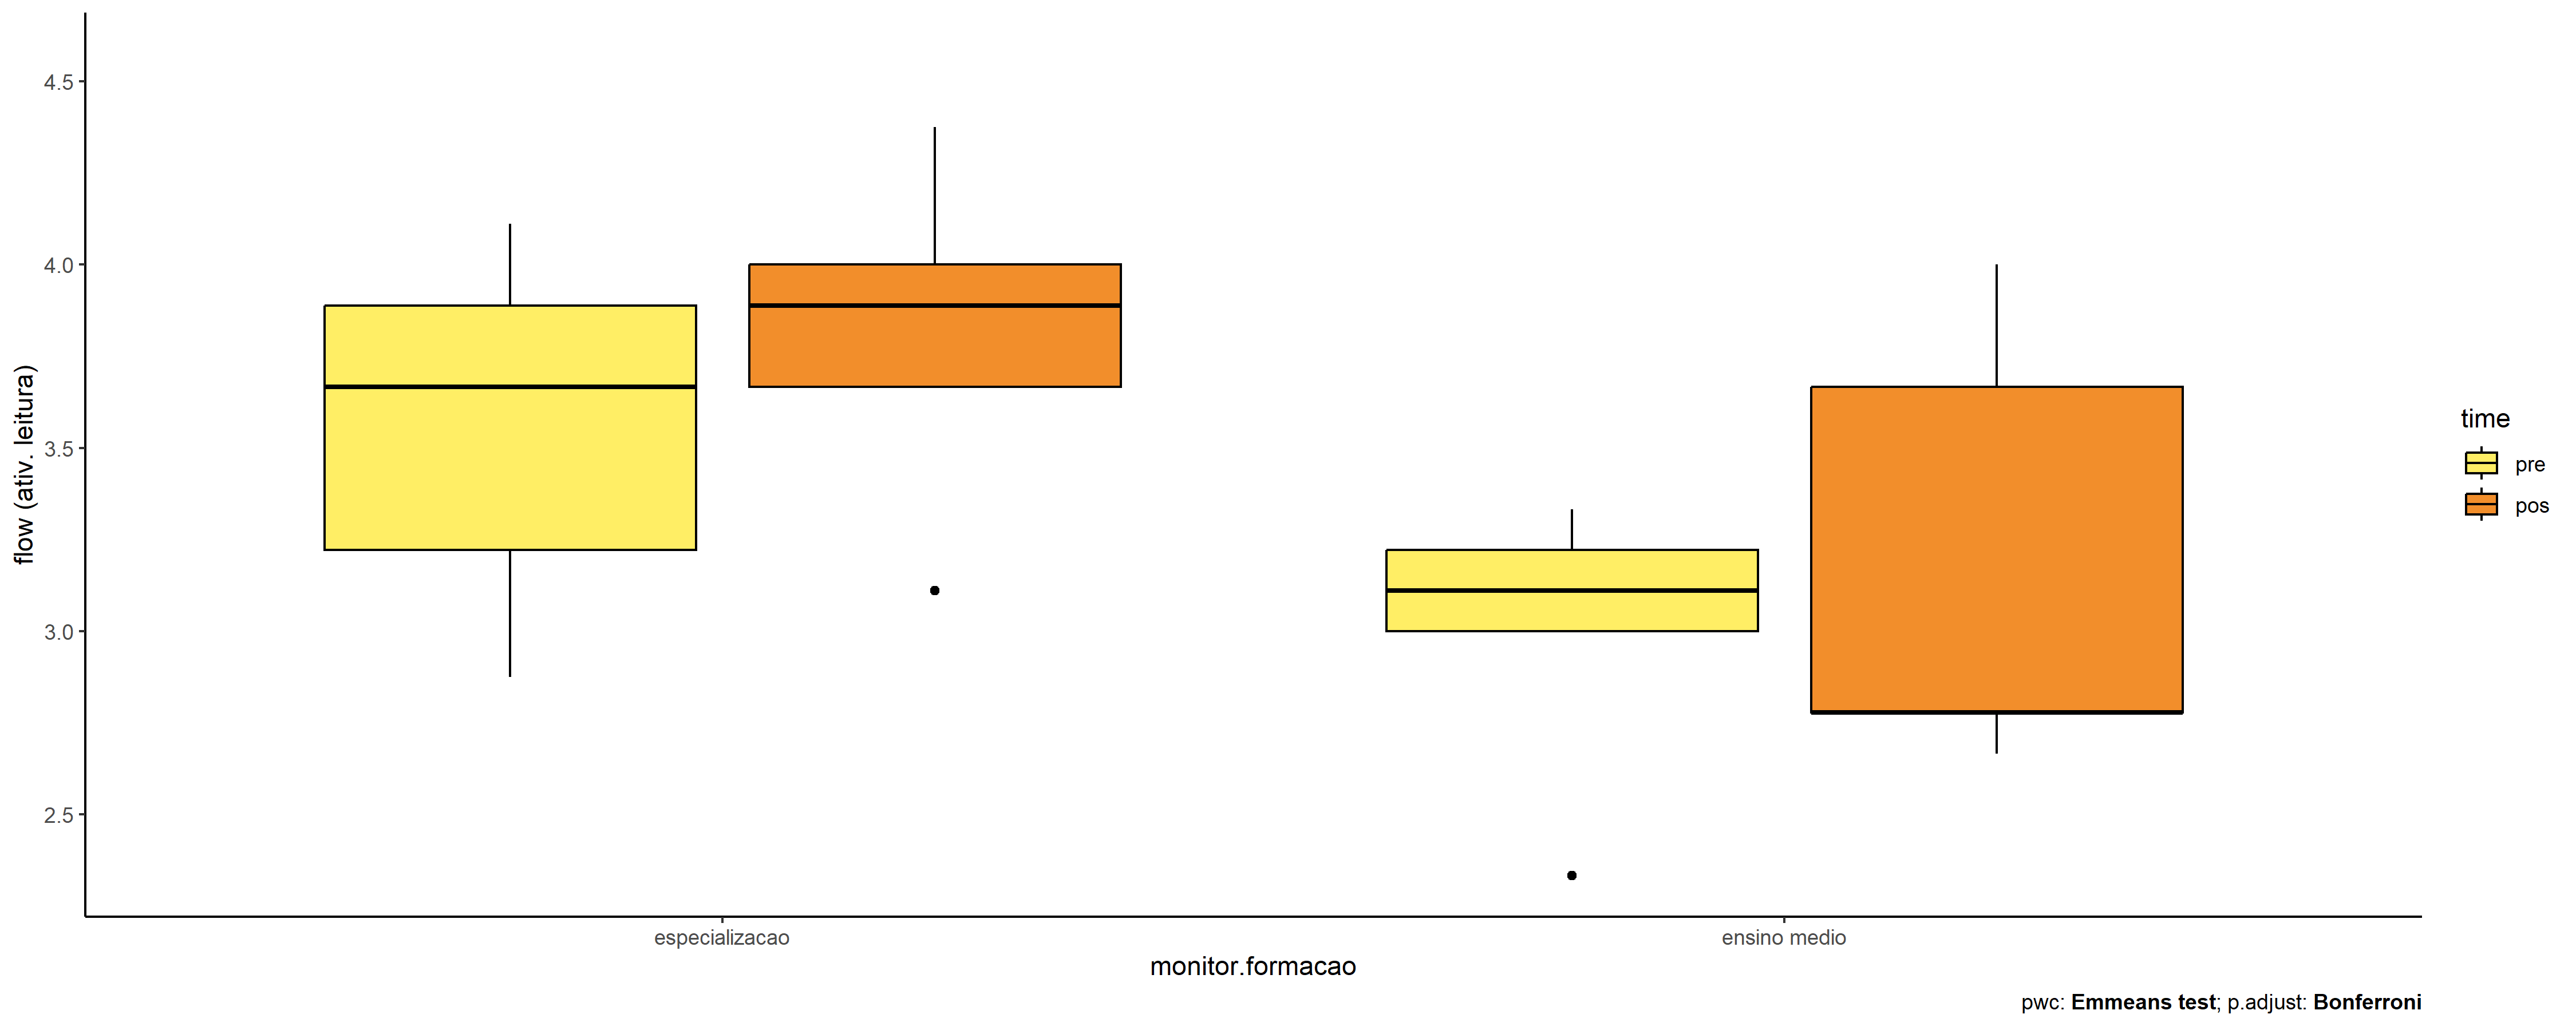 4.5
4.0
3.5
3.0
2.5
flow (ativ. leitura)
especializacao
ensino medio
monitor.formacao
time
pre
pos
pwc: Emmeans test; p.adjust: Bonferroni